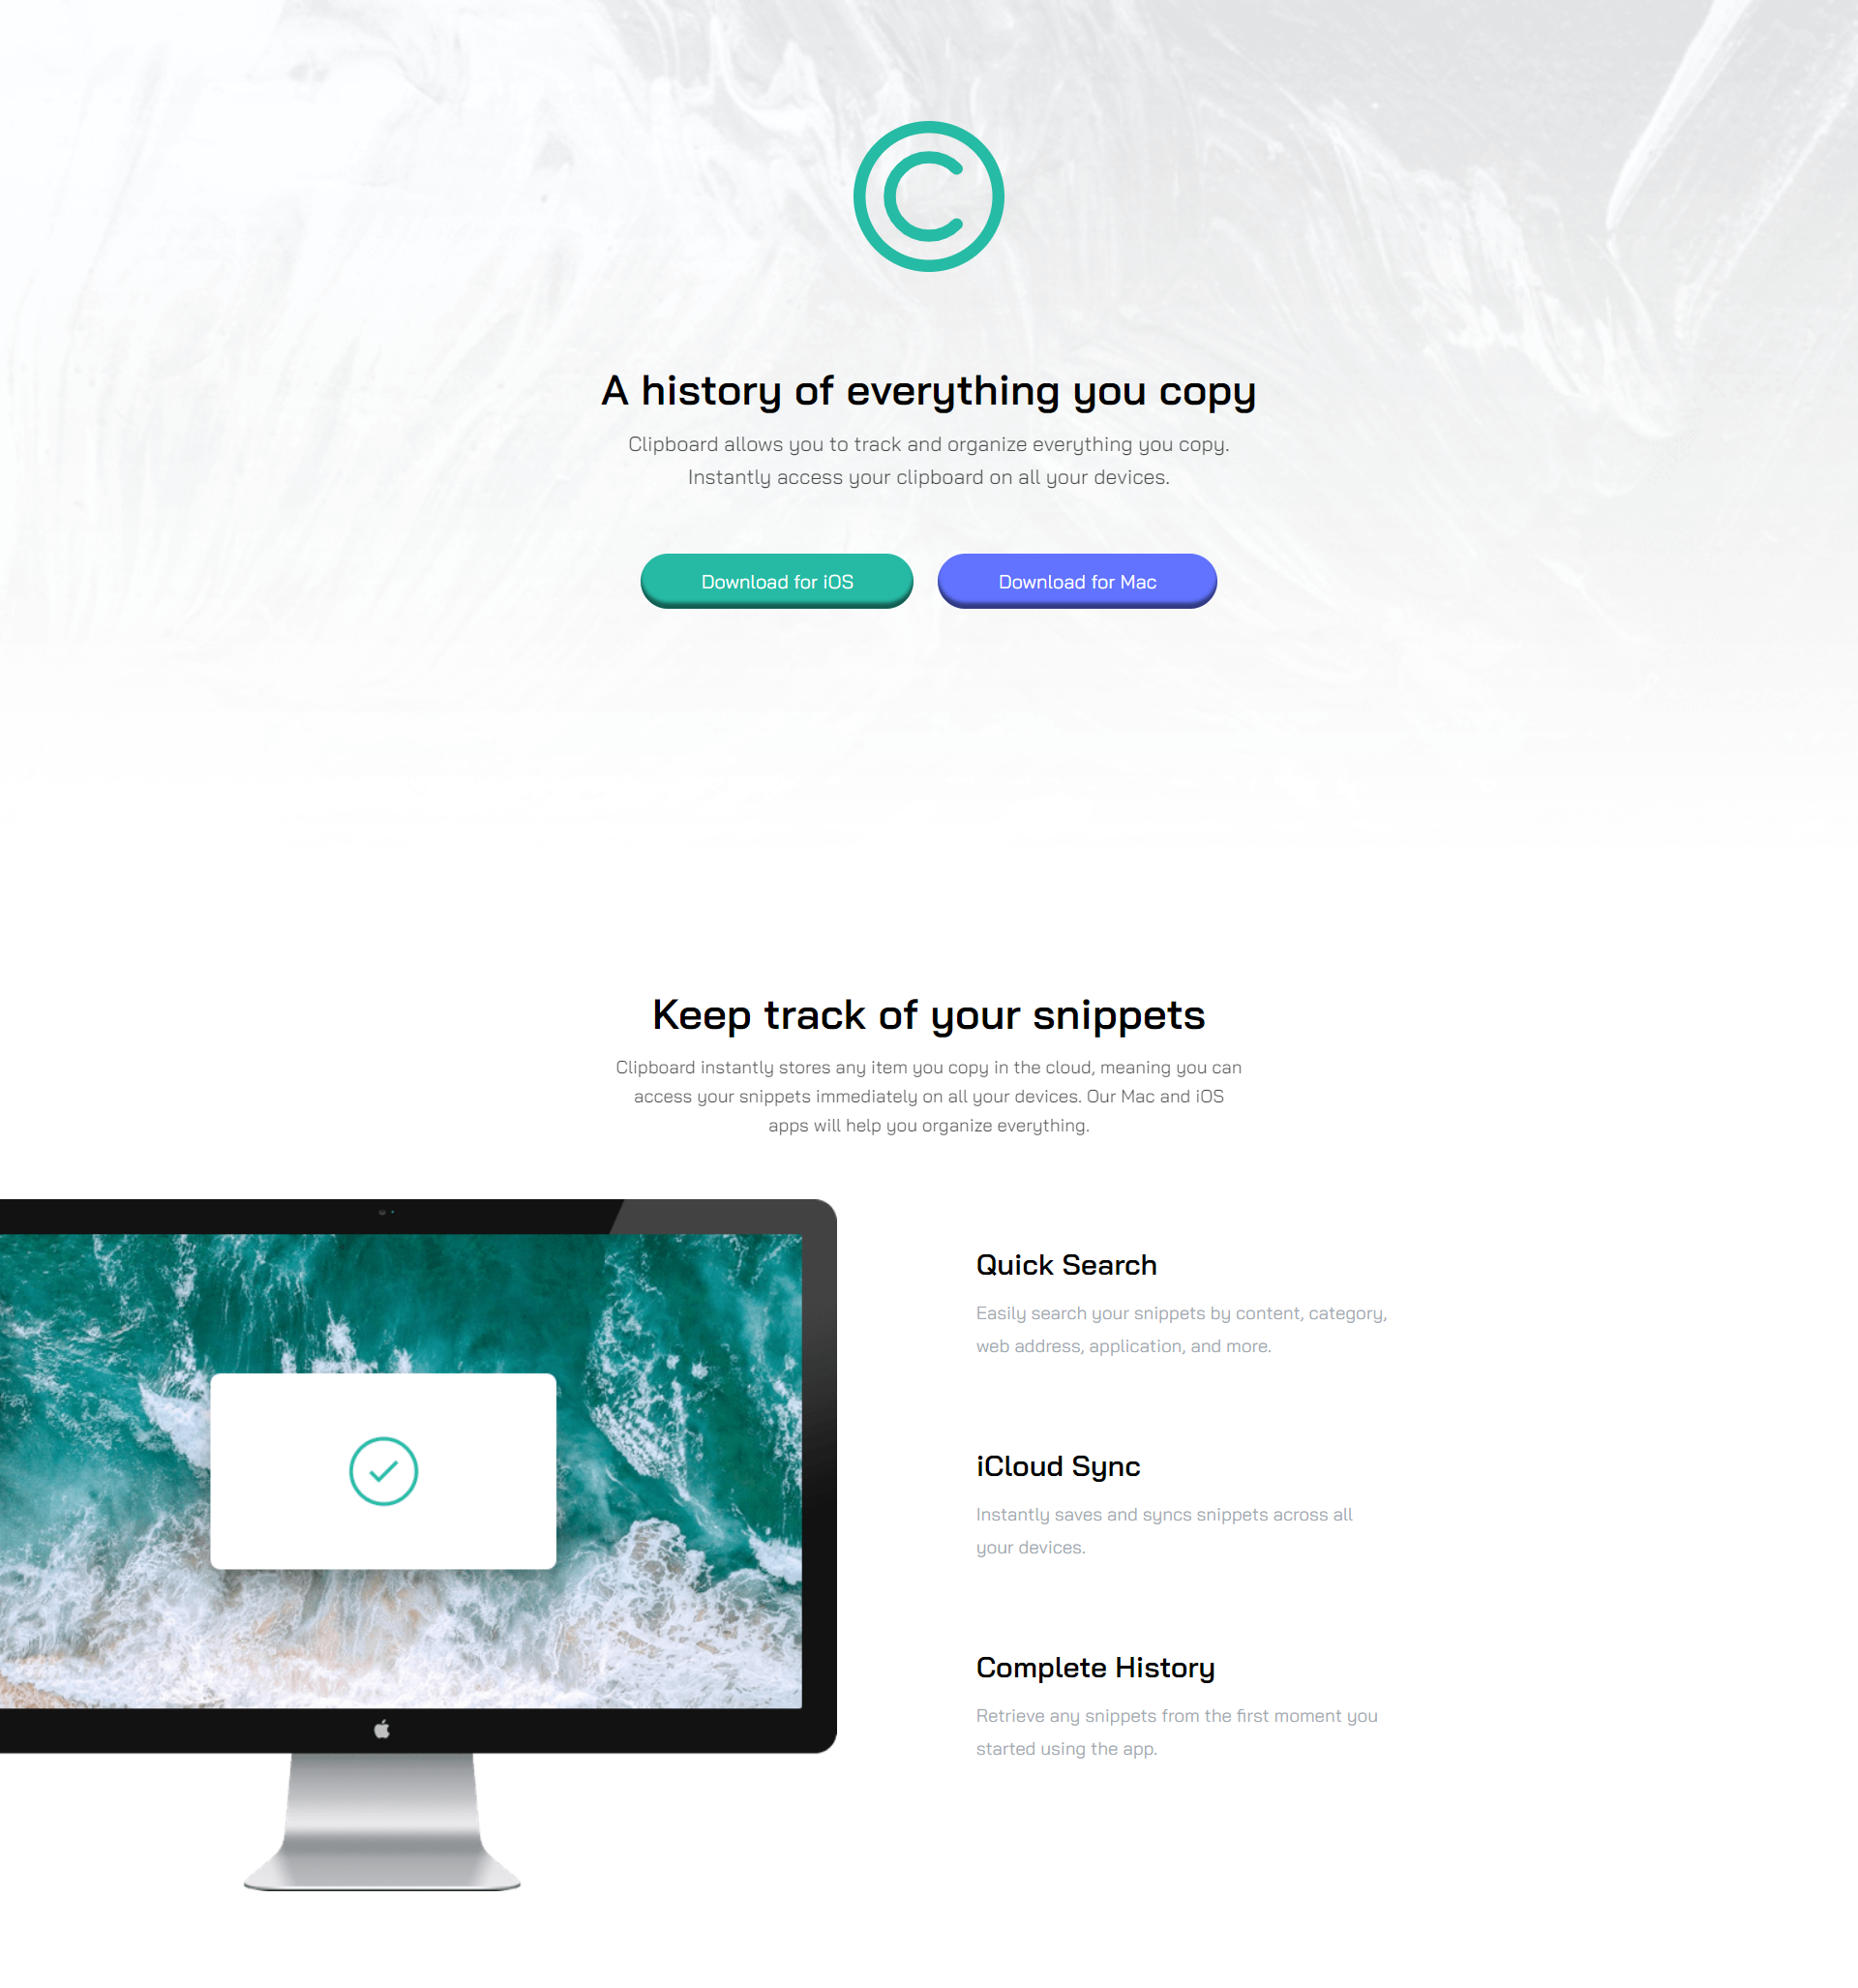 C
A history of everything you copy
Clipboard allows you to track and organize everything you copy.
Instantly access your clipboard on all your devices.
Download for iOS
Download for Mac
Keep track of your snippets
Clipboard instantly stores any item you copy in the cloud, meaning you can
access your snippets immediately on all your devices. Our Mac and iOS
apps will help you organize everything.
Quick Search
Easily search your snippets by content, category,
web address, application, and more.
iCloud Sync
Instantly saves and syncs snippets across all
your devices.
Complete History
Retrieve any snippets from the first moment you
started using the app.